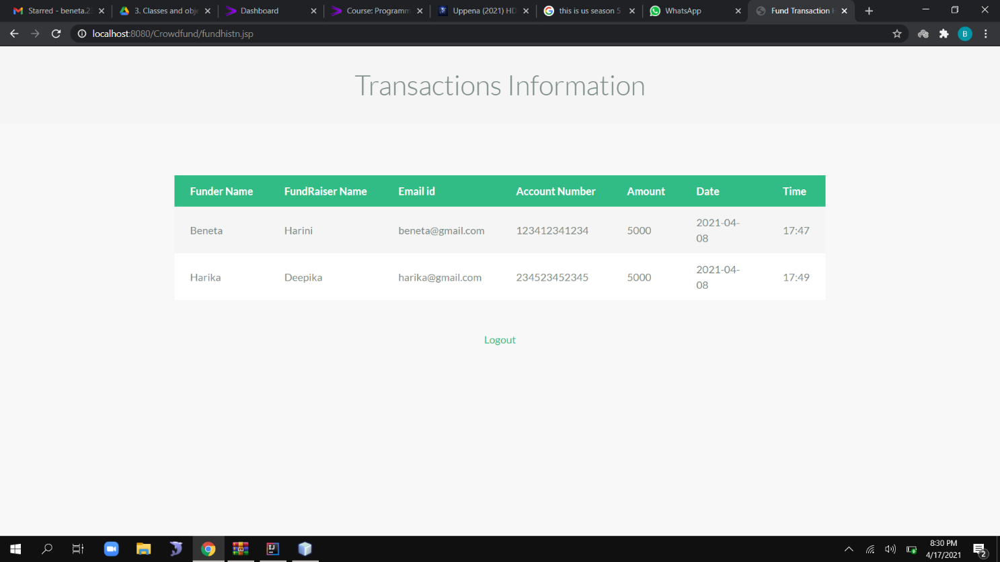 Starred - beneta.2
3. Classes and obje
Dashboard
Course: Programm
Uppena (2021) HD
this is us season 5
WhatsApp
Fund Transaction H
localhost:8080/Crowdfund/fundhistn.jsp
B
Transactions Information
Funder Name FundRaiser Name Email id Account Number Amount Date Time
Beneta Harini beneta@gmail.com 123412341234 5000 2021-04-08 17:47
Harika Deepika harika@gmail.com 234523452345 5000 2021-04-08 17:49
Logout
8:30 PM
4/17/2021
2